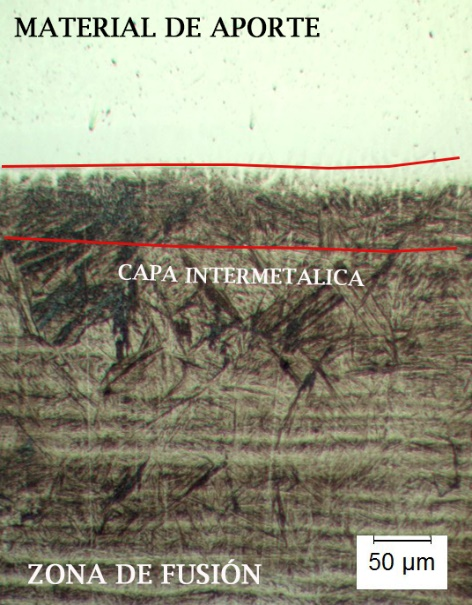 MATERIAL DE APORTE
CAPA INTERMETALICA
ZONA DE FUSIÓN
50 µm